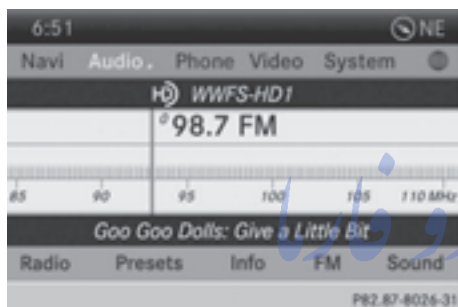 6:51 NE
Navi Audio Phone Video System
HD WWFS-HD1
98.7 FM
85 90 95 100 105 110 MHz
Goo Goo Dolls: Give a Little Bit
Radio Presets Info FM Sound
P82.87-8026-31